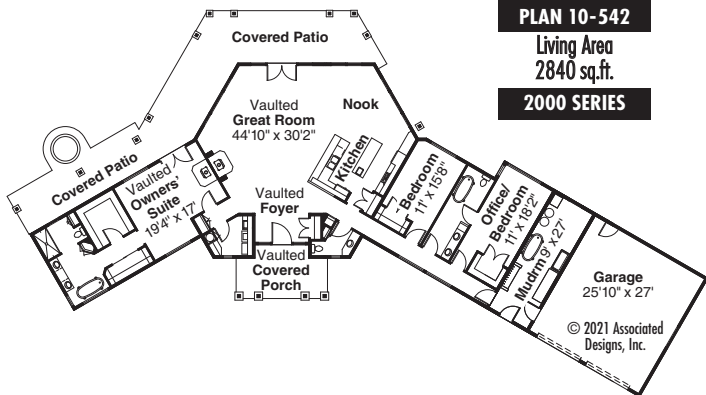 PLAN 10-542
Living Area
2840 sq.ft.
2000 SERIES
Covered Patio
Vaulted
Great Room
44'10" x 30'2"
Nook
Kitchen
Covered Patio
Vaulted
Owners'
Suite
19'4" x 17'
Vaulted
Foyer
Vaulted
Covered
Porch
Bedroom
11' x 15'8"
Office/
Bedroom
11' x 18'2"
Mudrm
9' x 27'
Garage
25'10" x 27'
© 2021 Associated
Designs, Inc.